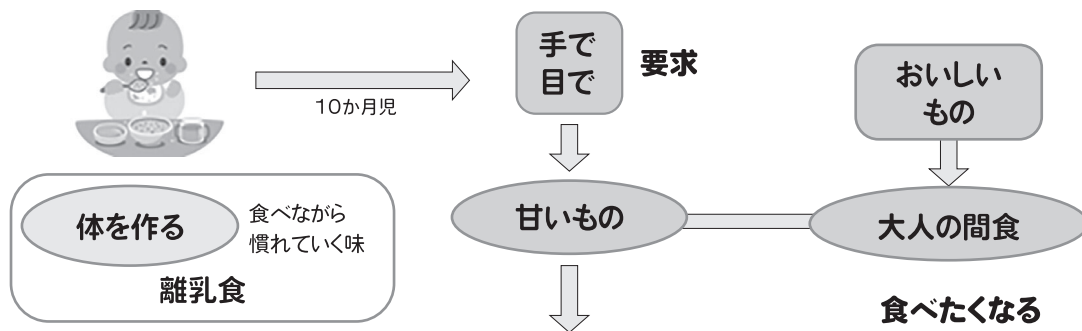 手で
目で
要求
おいしい
もの
10か月児
体を作る
食べながら
慣れていく味
離乳食
甘いもの
大人の間食
食べたくなる